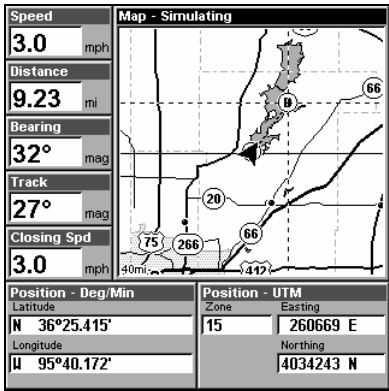 Speed
3.0 mph
Distance
9.23 mi
Bearing
32° mag
Track
27° mag
Closing Spd
3.0 mph
Map - Simulating
66
D
20
75
266
66
412
40mi
Position - Deg/Min
Latitude
N 36°25.415'
Longitude
W 95°40.172'
Position - UTM
Zone
15
Easting
260669 E
Northing
4034243 N